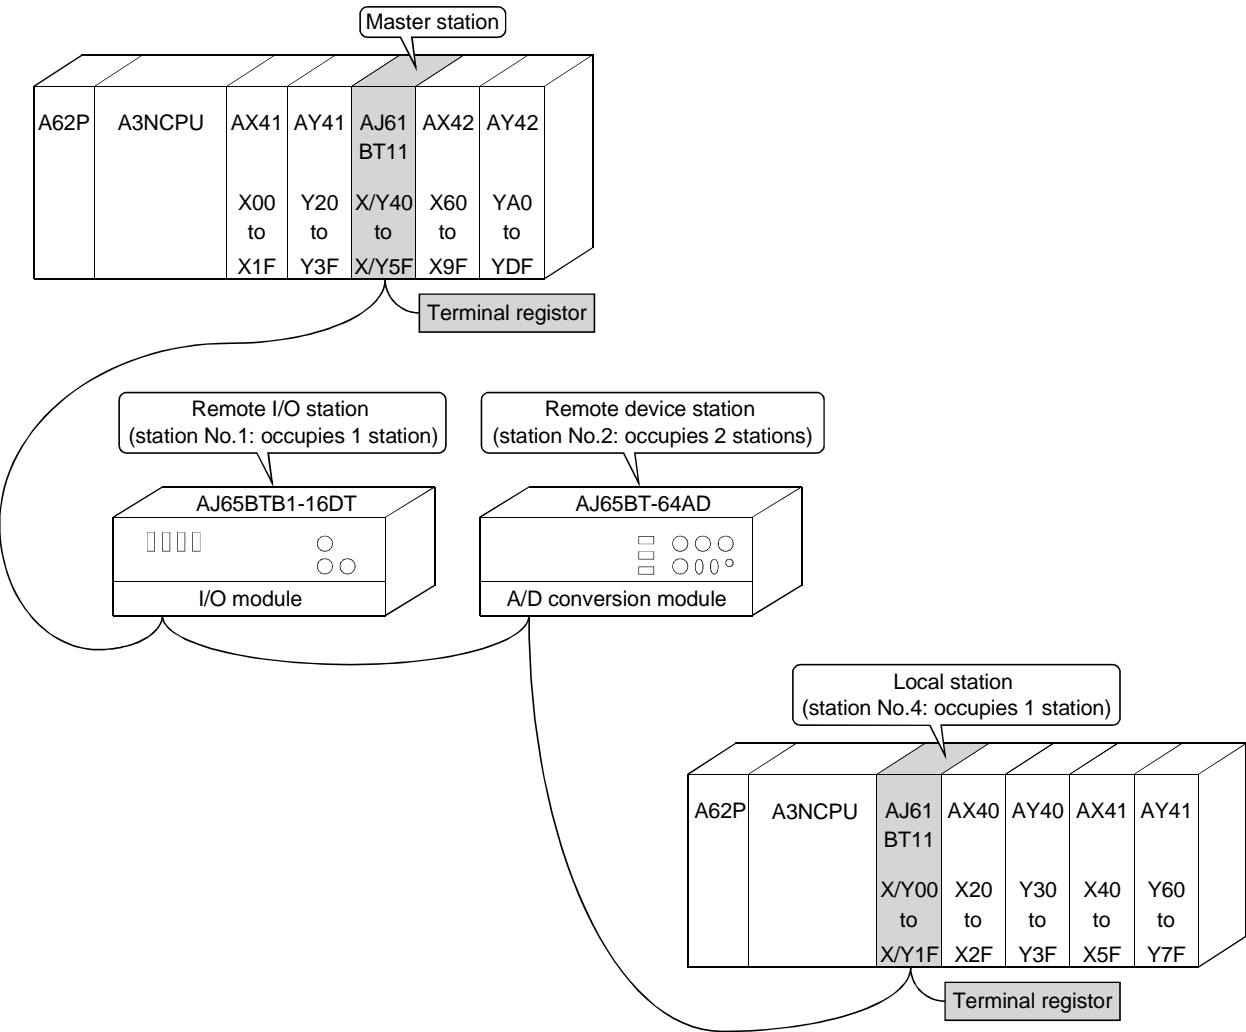 Master station
A62P
A3NCPU
AX41
AY41
AJ61
BT11
AX42
AY42
X00
to
X1F
Y20
to
Y3F
X/Y40
to
X/Y5F
X60
to
X9F
YA0
to
YDF
Terminal registor
Remote I/O station
(station No.1: occupies 1 station)
Remote device station
(station No.2: occupies 2 stations)
AJ65BTB1-16DT
I/O module
AJ65BT-64AD
A/D conversion module
Local station
(station No.4: occupies 1 station)
A62P
A3NCPU
AJ61
BT11
AX40
AY40
AX41
AY41
X/Y00
to
X/Y1F
X20
to
X2F
Y30
to
Y3F
X40
to
X5F
Y60
to
Y7F
Terminal registor